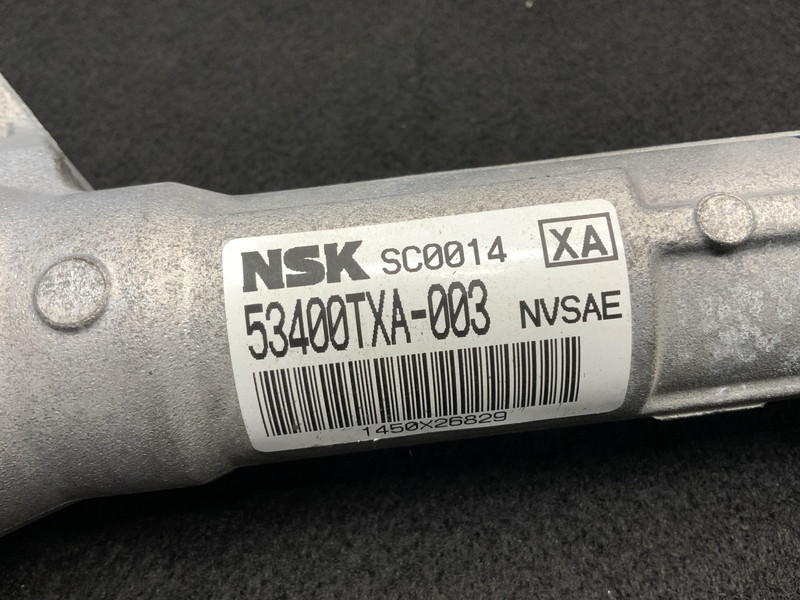 NSK SC0014 XA
53400TXA-003 NVSAE
1450X26829